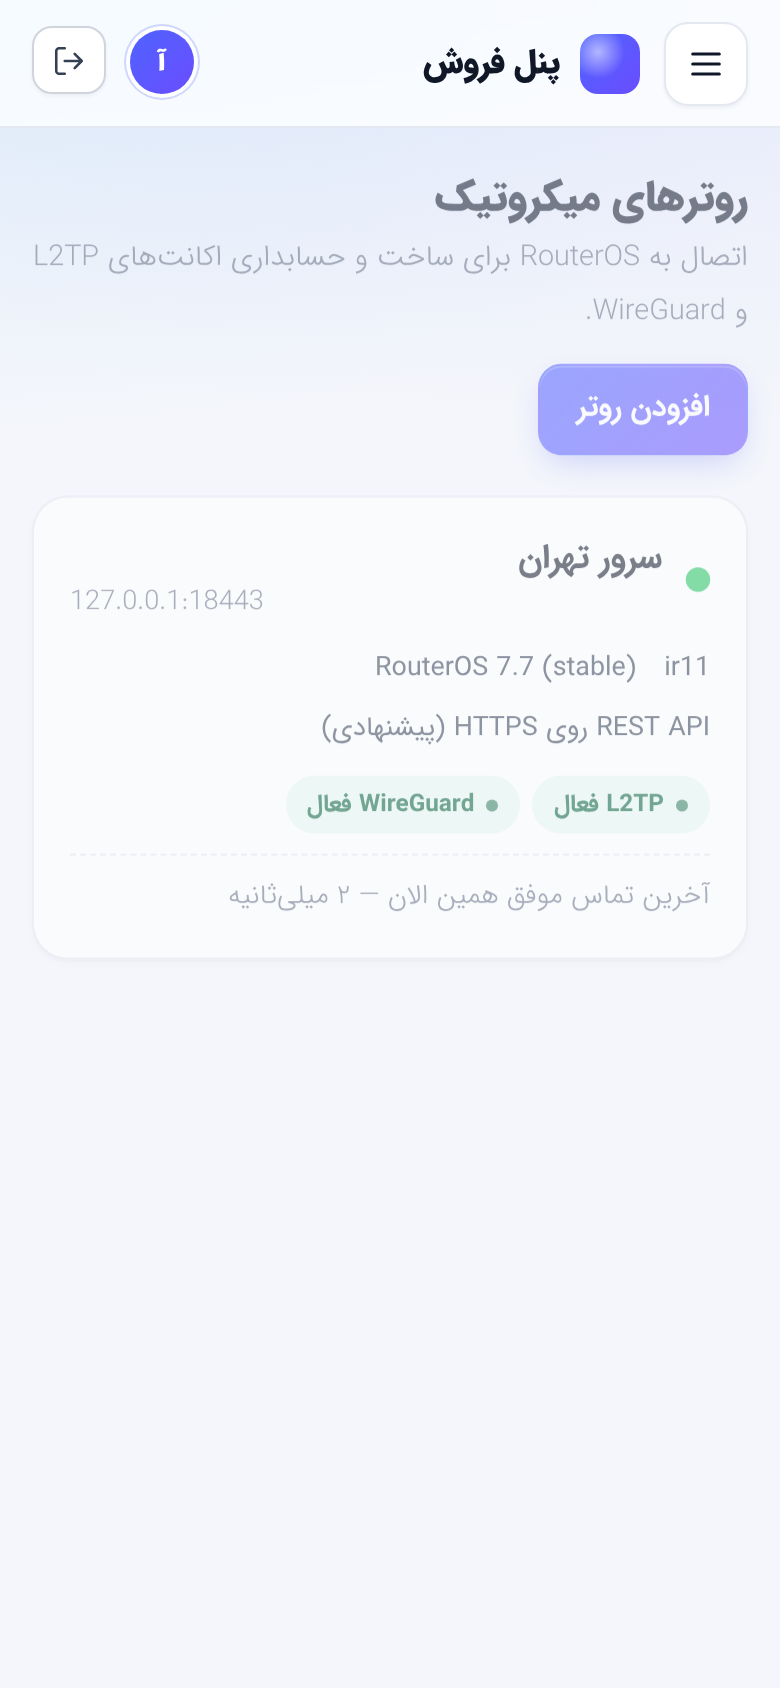 پنل فروش
آ
روترهای میکروتیک
اتصال به RouterOS برای ساخت و حسابداری اکانت‌های L2TP
و WireGuard.
افزودن روتر
سرور تهران
127.0.0.1:18443
ir11 RouterOS 7.7 (stable)
REST API روی HTTPS (پیشنهادی)
L2TP فعال
WireGuard فعال
آخرین تماس موفق همین الان — ۲ میلی‌ثانیه